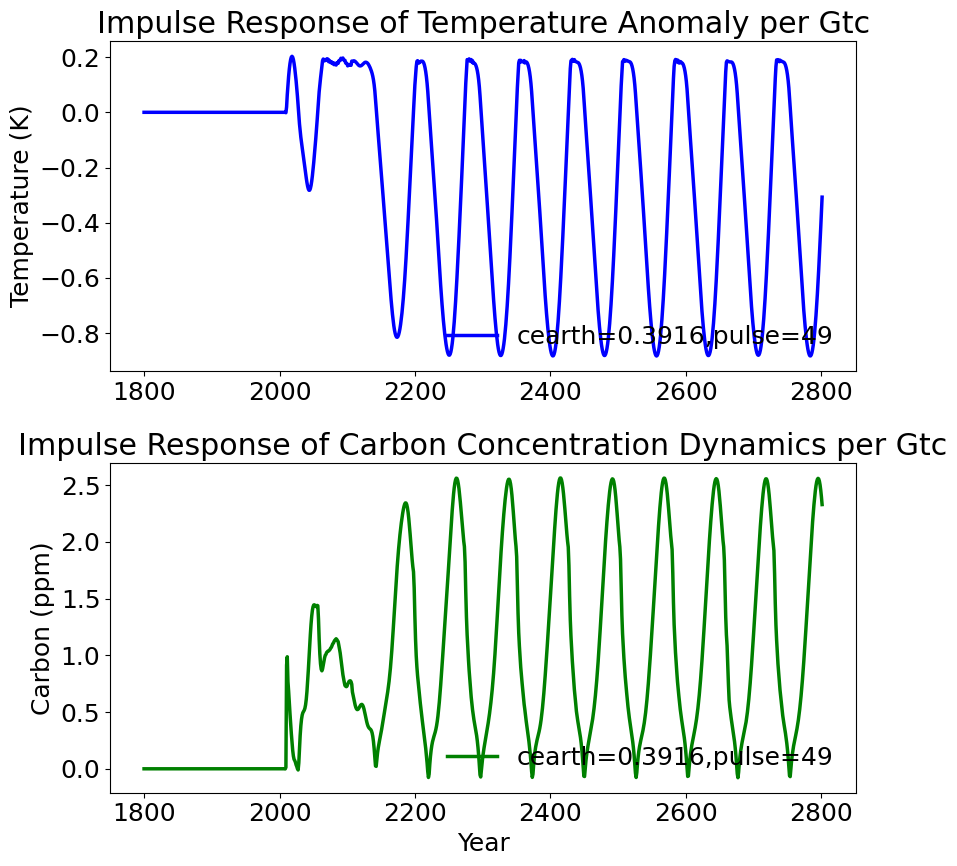 Impulse Response of Temperature Anomaly per Gtc
Temperature (K)
0.2
0.0
−0.2
−0.4
−0.6
−0.8
cearth=0.3916,pulse=49
1800 2000 2200 2400 2600 2800
Impulse Response of Carbon Concentration Dynamics per Gtc
Carbon (ppm)
2.5
2.0
1.5
1.0
0.5
0.0
cearth=0.3916,pulse=49
1800 2000 2200 2400 2600 2800
Year